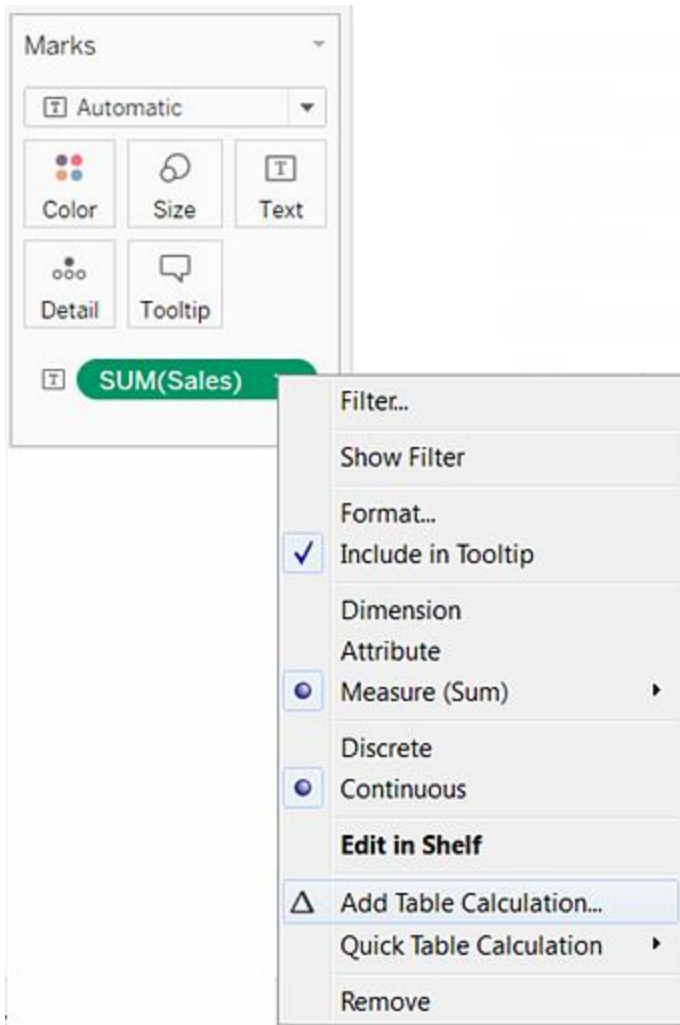 Marks
Automatic
Color Size Text
Detail Tooltip
SUM(Sales)
Filter...
Show Filter
Format...
Include in Tooltip
Dimension
Attribute
Measure (Sum)
Discrete
Continuous
Edit in Shelf
Add Table Calculation...
Quick Table Calculation
Remove